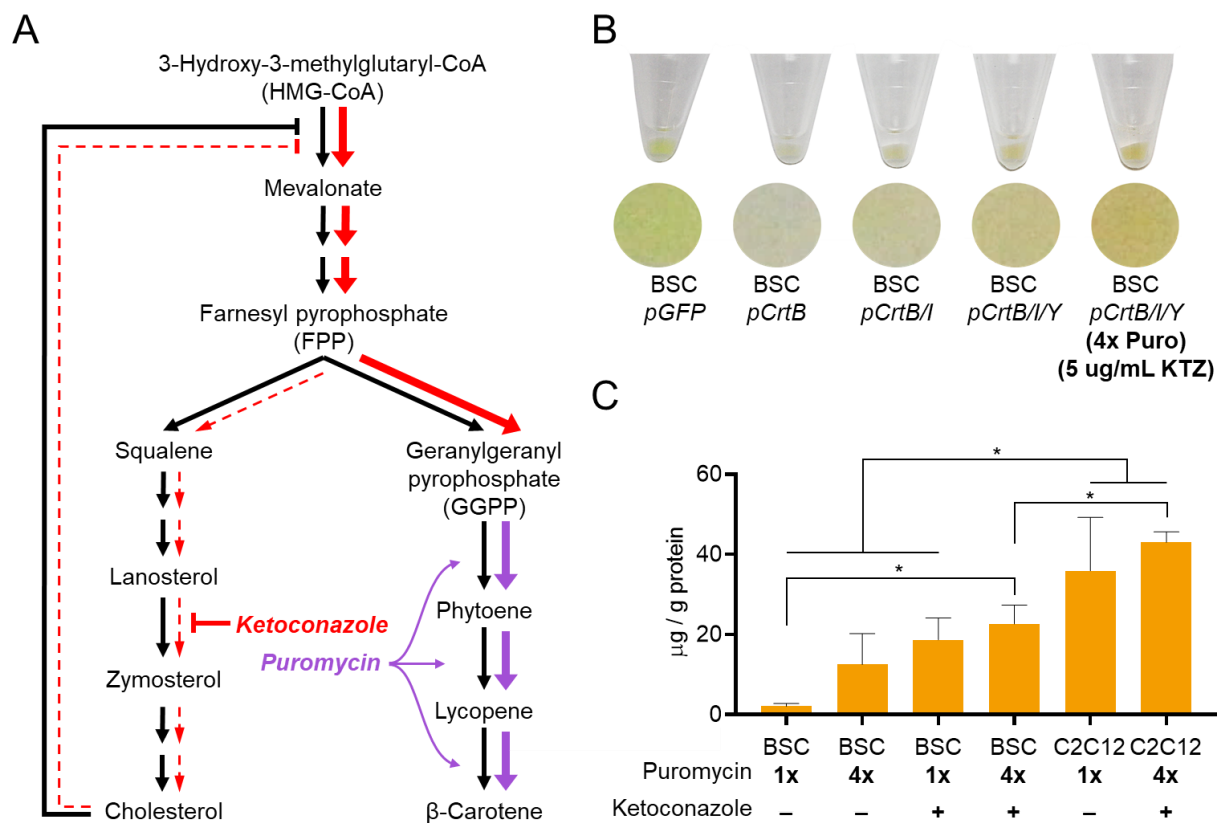 A
3-Hydroxy-3-methylglutaryl-CoA
(HMG-CoA)
Mevalonate
Farnesyl pyrophosphate
(FPP)
Squalene
Geranylgeranyl
pyrophosphate
(GGPP)
Lanosterol
Phytoene
Ketoconazole
Puromycin
Zymosterol
Lycopene
Cholesterol
β-Carotene
B
BSC
pGFP
BSC
pCrtB
BSC
pCrtB/I
BSC
pCrtB/I/Y
BSC
pCrtB/I/Y
(4x Puro)
(5 ug/mL KTZ)
C
µg / g protein
60
40
20
0
*
*
*
BSC BSC BSC BSC C2C12 C2C12
Puromycin 1x 4x 1x 4x 1x 4x
Ketoconazole – – + + – +